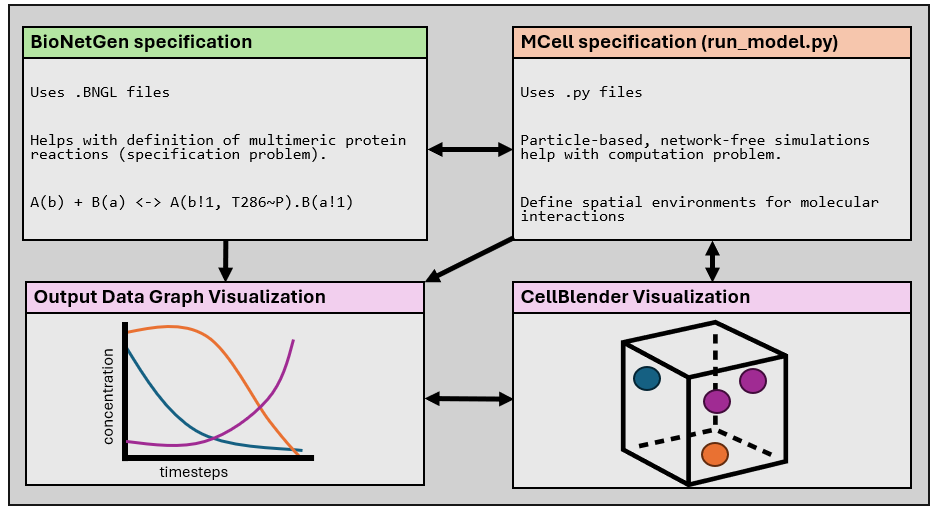 BioNetGen specification
Uses .BNGL files
Helps with definition of multimeric protein
reactions (specification problem).
A(b) + B(a) <-> A(b!1, T286~P).B(a!1)
MCell specification (run_model.py)
Uses .py files
Particle-based, network-free simulations
help with computation problem.
Define spatial environments for molecular
interactions
Output Data Graph Visualization
concentration
timesteps
CellBlender Visualization